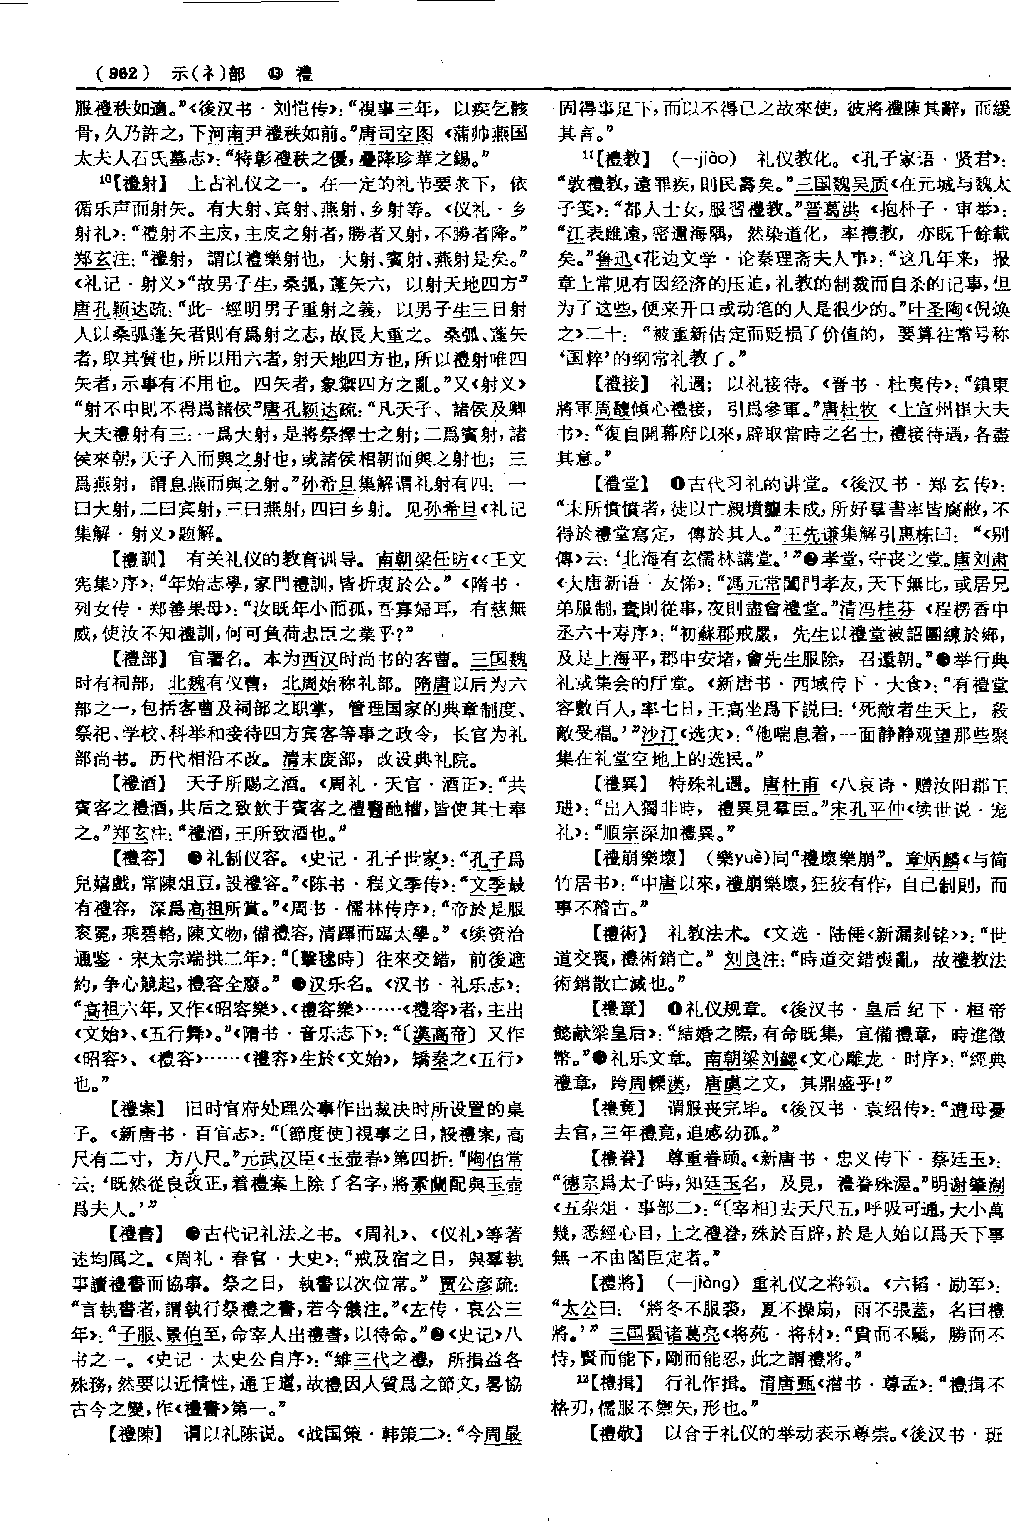 （962） 示（礻）部 ⑬ 禮
服禮秩如適。”《後汉书·刘恺传》：“視事三年，以疾乞骸
骨，久乃許之，下河南尹禮秩如前。”唐司空图《蒲帅燕国
太夫人石氏墓志》：“特彰禮秩之優，疊降珍華之錫。”
¹⁰【禮射】 上古礼仪之一。在一定的礼节要求下，依
循乐声而射矢。有大射、宾射、燕射、乡射等。《仪礼·乡
射礼》：“禮射不主皮，主皮之射者，勝者又射，不勝者降。”
郑玄注：“禮射，謂以禮樂射也，大射、賓射、燕射是矣。”
《礼记·射义》“故男子生，桑弧，蓬矢六，以射天地四方”
唐孔颖达疏：“此一經明男子重射之義，以男子生三日射
人以桑弧蓬矢者則有爲射之志，故長大重之。桑弧、蓬矢
者，取其質也，所以用六者，射天地四方也，所以禮射唯四
矢者，示事有不用也。四矢者，象禦四方之亂。”又《射义》
“射不中則不得爲諸侯”唐孔颖达疏：“凡天子、諸侯及卿
大夫禮射有三：一爲大射，是將祭擇士之射；二爲賓射，諸
侯來朝，天子入而與之射也，或諸侯相朝而與之射也；三
爲燕射，謂息燕而與之射。”孙希旦集解谓礼射有四：一
曰大射，二曰宾射，三曰燕射，四曰乡射。见孙希旦《礼记
集解·射义》题解。
【禮訓】 有关礼仪的教育训导。南朝梁任昉《〈王文
宪集〉序》：“年始志學，家門禮訓，皆折衷於公。”《隋书·
列女传·郑善果母》：“汝既年小而孤，吾寡婦耳，有慈無
威，使汝不知禮訓，何可負荷忠臣之業乎？”
【禮部】 官署名。本为西汉时尚书的客曹。三国魏
时有祠部，北魏有仪曹，北周始称礼部。隋唐以后为六
部之一，包括客曹及祠部之职掌，管理国家的典章制度、
祭祀、学校、科举和接待四方宾客等事之政令，长官为礼
部尚书。历代相沿不改。清末废部，改设典礼院。
【禮酒】 天子所赐之酒。《周礼·天官·酒正》：“共
賓客之禮酒，共后之致飲于賓客之禮醫酏糟，皆使其士奉
之。”郑玄注：“禮酒，王所致酒也。”
【禮容】 ❶礼制仪容。《史记·孔子世家》：“孔子爲
兒嬉戲，常陳俎豆，設禮容。”《陈书·程文季传》：“文季最
有禮容，深爲高祖所賞。”《周书·儒林传序》：“帝於是服
衮冕，乘碧輅，陳文物，備禮容，清蹕而臨太學。”《续资治
通鉴·宋太宗端拱二年》：“〔擊毬時〕往來交錯，前後遮
約，争心競起，禮容全廢。” ❷汉乐名。《汉书·礼乐志》：
“高祖六年，又作《昭容樂》、《禮容樂》……《禮容》者，主出
《文始》、《五行舞》。”《隋书·音乐志下》：“〔漢高帝〕又作
《昭容》、《禮容》……《禮容》生於《文始》，矯秦之《五行》
也。”
【禮案】 旧时官府处理公事作出裁决时所设置的桌
子。《新唐书·百官志》：“〔節度使〕視事之日，設禮案，高
尺有二寸，方八尺。”元武汉臣《玉壶春》第四折：“陶伯常
云：‘既然從良改正，着禮案上除了名字，將素蘭配與玉壺
爲夫人。’”
【禮書】 ❶古代记礼法之书。《周礼》、《仪礼》等著
述均属之。《周礼·春官·大史》：“戒及宿之日，與羣執
事讀禮書而協事。祭之日，執書以次位常。”贾公彦疏：
“言執書者，謂執行祭禮之書，若今儀注。”《左传·哀公三
年》：“子服、景伯至，命宰人出禮書，以待命。”❷《史记》八
书之一。《史记·太史公自序》：“維三代之禮，所損益各
殊務，然要以近情性，通王道，故禮因人質爲之節文，畧協
古今之變，作《禮書》第一。”
【禮陳】 谓以礼陈说。《战国策·韩策二》：“今周最
固得事足下，而以不得已之故來使，彼將禮陳其辭，而緩
其言。”
¹¹【禮教】（—jiào） 礼仪教化。《孔子家语·贤君》：
“敦禮教，遠罪疾，則民壽矣。”三国魏吴质《在元城与魏太
子笺》：“都人士女，服習禮教。”晋葛洪《抱朴子·审举》：
“江表雖遠，密邇海隅，然染道化，率禮教，亦既千餘載
矣。”鲁迅《花边文学·论秦理斋夫人事》：“这几年来，报
章上常见有因经济的压迫，礼教的制裁而自杀的记事，但
为了这些，便来开口或动笔的人是很少的。”叶圣陶《倪焕
之》二十：“被重新估定而贬损了价值的，要算往常号称
‘国粹’的纲常礼教了。”
【禮接】 礼遇；以礼接待。《晋书·杜夷传》：“鎮東
將軍周馥傾心禮接，引爲參軍。”唐杜牧《上宣州崔大夫
书》：“復自開幕府以來，辟取當時之名士，禮接待遇，各盡
其意。”
【禮堂】 ❶古代习礼的讲堂。《後汉书·郑玄传》：
“末所憤憤者，徒以亡親墳壟未成，所好羣書率皆腐敝，不
得於禮堂寫定，傳於其人。”王先谦集解引惠栋曰：“《别
傳》云：‘北海有玄儒林講堂。’”❷孝堂，守丧之堂。唐刘肃
《大唐新语·友悌》：“馮元常闔門孝友，天下無比，或居兄
弟服制，晝則從事，夜則盡會禮堂。”清冯桂芬《程楞香中
丞六十寿序》：“初蘇郡戒嚴，先生以禮堂被詔團練於鄉，
及是上海平，郡中安堵，會先生服除，召還朝。”❸举行典
礼或集会的厅堂。《新唐书·西域传下·大食》：“有禮堂
容數百人，率七日，王高坐爲下説曰：‘死敵者生天上，殺
敵受福。’”沙汀《选灾》：“他喘息着，一面静静观望那些聚
集在礼堂空地上的选民。”
【禮異】 特殊礼遇。唐杜甫《八哀诗·赠汝阳郡王
琎》：“出入獨非時，禮異見羣臣。”宋孔平仲《续世说·宠
礼》：“順宗深加禮異。”
【禮崩樂壞】（樂yuè）同“禮壞樂崩”。章炳麟《与简
竹居书》：“中唐以來，禮崩樂壞，狂狡有作，自己制則，而
事不稽古。”
【禮術】 礼教法术。《文选·陆倕〈新漏刻铭〉》：“世
道交喪，禮術銷亡。”刘良注：“時道交錯喪亂，故禮教法
術銷散亡滅也。”
【禮章】 ❶礼仪规章。《後汉书·皇后纪下·桓帝
懿献梁皇后》：“結婚之際，有命既集，宜備禮章，時進徵
幣。”❷礼乐文章。南朝梁刘勰《文心雕龙·时序》：“經典
禮章，跨周轢漢，唐虞之文，其鼎盛乎！”
【禮竟】 谓服丧完毕。《後汉书·袁绍传》：“遭母憂
去官，三年禮竟，追感幼孤。”
【禮眷】 尊重眷顾。《新唐书·忠义传下·蔡廷玉》：
“德宗爲太子時，知廷玉名，及見，禮眷殊渥。”明谢肇淛
《五杂俎·事部二》：“〔宰相〕去天尺五，呼吸可通，大小萬
幾，悉經心目，上之禮眷，殊於百辟，於是人始以爲天下事
無一不由閣臣定者。”
【禮將】（—jiàng）重礼仪之将领。《六韬·励军》：
“太公曰：‘將冬不服裘，夏不操扇，雨不張蓋，名曰禮
將。’”三国蜀诸葛亮《将苑·将材》：“貴而不驕，勝而不
恃，賢而能下，剛而能忍，此之謂禮將。”
¹²【禮揖】 行礼作揖。清唐甄《潜书·尊孟》：“禮揖不
格刃，儒服不禦矢，形也。”
【禮敬】 以合于礼仪的举动表示尊崇。《後汉书·班